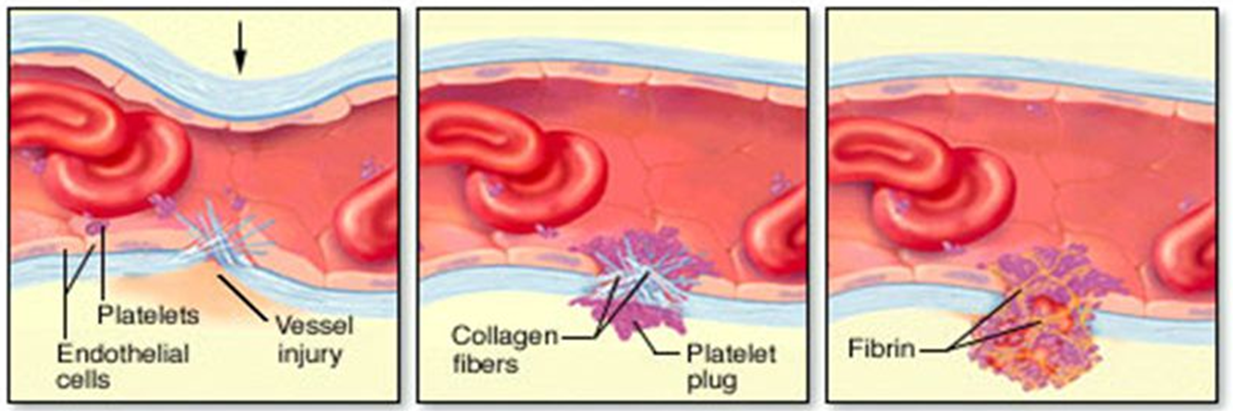 Platelets
Endothelial
cells
Vessel
injury
Collagen
fibers
Platelet
plug
Fibrin